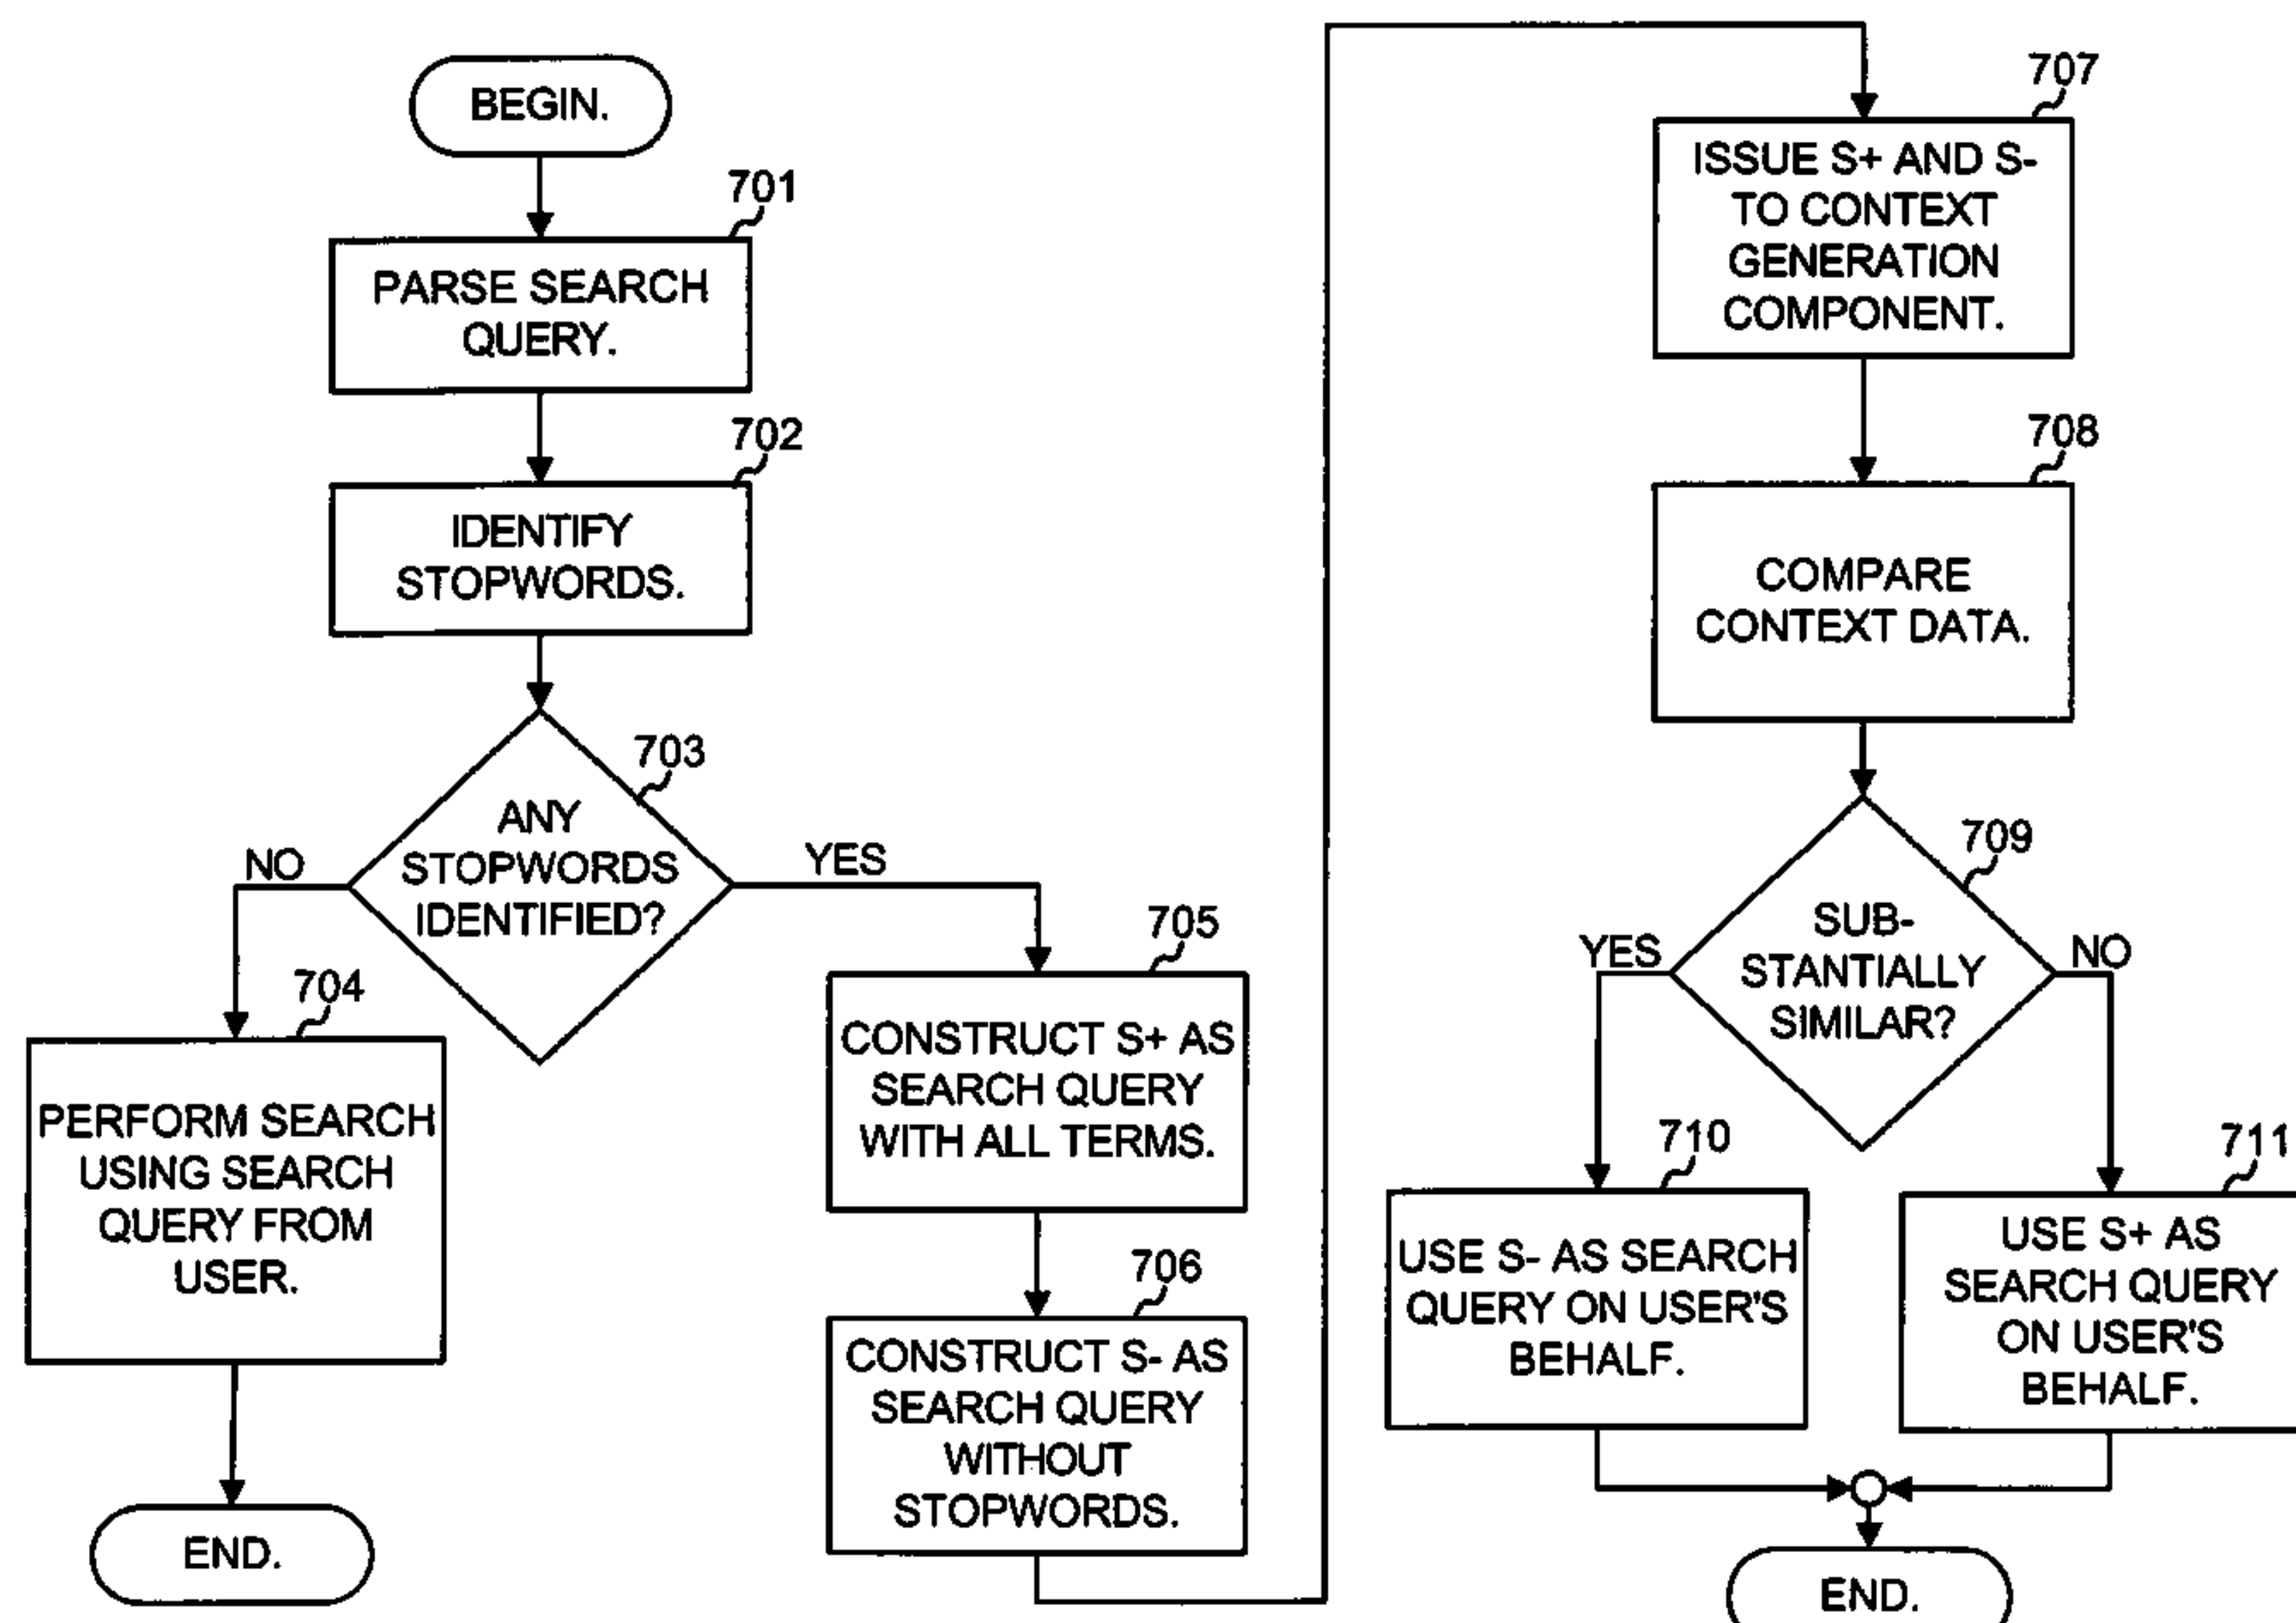 BEGIN.
701
PARSE SEARCH
QUERY.
702
IDENTIFY
STOPWORDS.
703
ANY
STOPWORDS
IDENTIFIED?
NO
YES
704
PERFORM SEARCH
USING SEARCH
QUERY FROM
USER.
END.
705
CONSTRUCT S+ AS
SEARCH QUERY
WITH ALL TERMS.
706
CONSTRUCT S- AS
SEARCH QUERY
WITHOUT
STOPWORDS.
707
ISSUE S+ AND S-
TO CONTEXT
GENERATION
COMPONENT.
708
COMPARE
CONTEXT DATA.
709
SUB-
STANTIALLY
SIMILAR?
YES
NO
710
USE S- AS SEARCH
QUERY ON USER'S
BEHALF.
711
USE S+ AS
SEARCH QUERY
ON USER'S
BEHALF.
END.